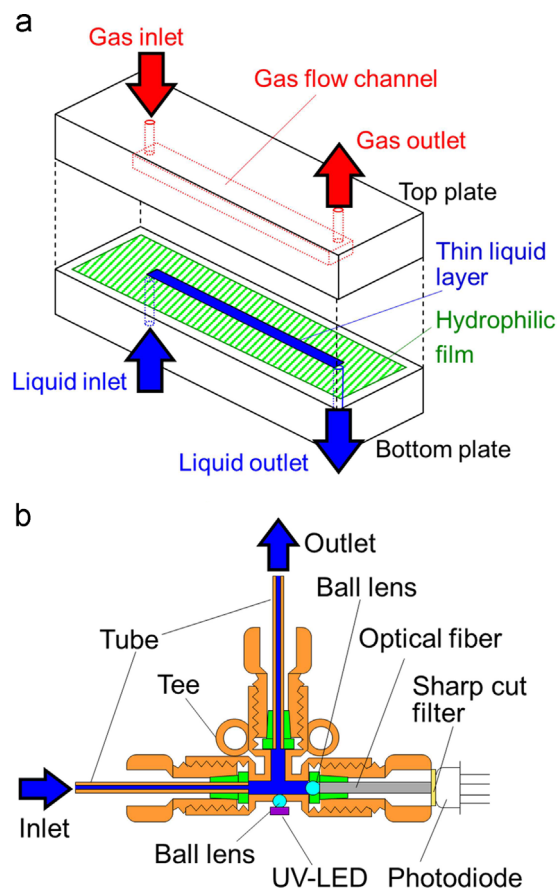 a
Gas inlet
Gas flow channel
Gas outlet
Top plate
Thin liquid
layer
Hydrophilic
film
Liquid inlet
Liquid outlet
Bottom plate
b
Outlet
Ball lens
Tube
Optical fiber
Tee
Sharp cut
filter
Inlet
Ball lens
UV-LED
Photodiode